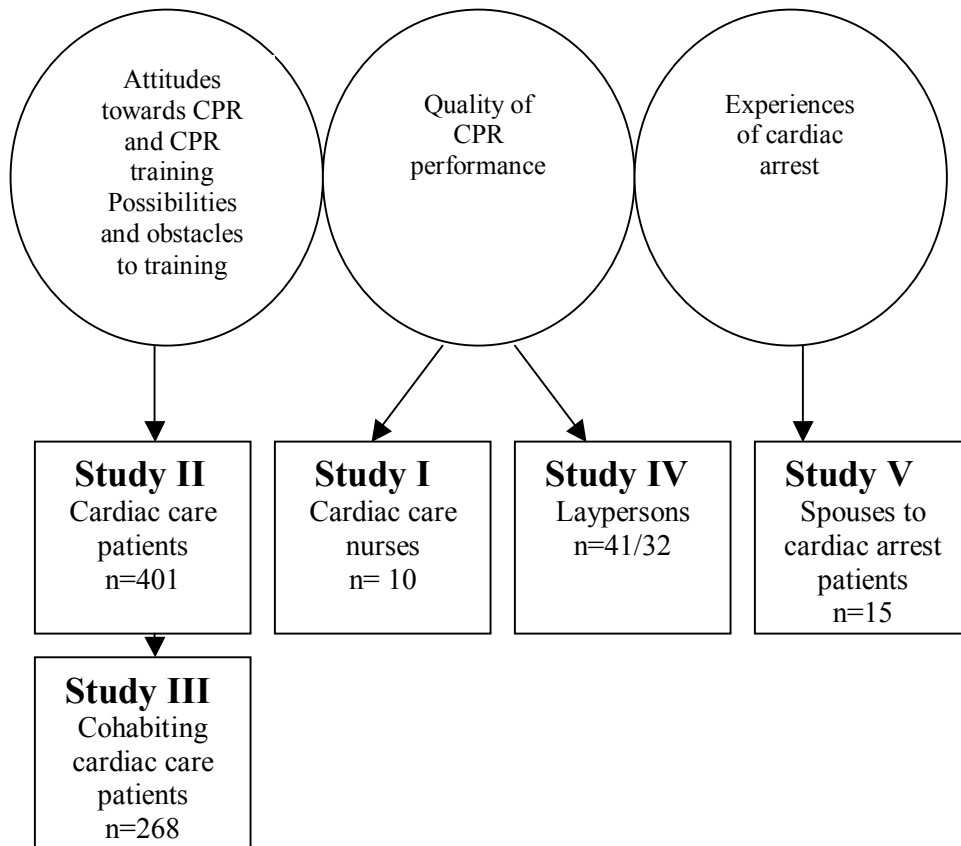 Attitudes
towards CPR
and CPR
training
Possibilities
and obstacles
to training
Quality of
CPR
performance
Experiences
of cardiac
arrest
Study II
Cardiac care
patients
n=401
Study I
Cardiac care
nurses
n= 10
Study IV
Laypersons
n=41/32
Study V
Spouses to
cardiac arrest
patients
n=15
Study III
Cohabiting
cardiac care
patients
n=268